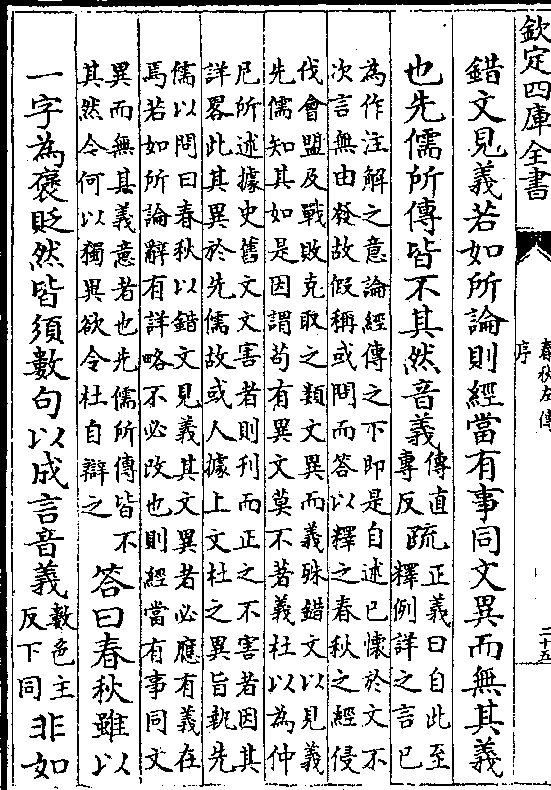 欽定四庫全書
春秋左傳
序
二十五
錯文見義若如所論則經當有事同文異而無其義
也先儒所傳皆不其然音義傳直專反疏正義曰自此至釋例詳之言已
為作注解之意論經傳之下即是自述已懷於文不
次言無由發故假稱或問而答以釋之春秋之經侵
伐會盟及戰敗克取之類文異而義殊錯文以見義
先儒知其如是因謂苟有異文莫不著義杜以為仲
尼所述據史舊文文害者則刊而正之不害者因其
詳畧此其異於先儒故或人據上文杜之異旨執先
儒以問曰春秋以錯文見義其文異者必應有義在
焉若如所論辭有詳略不必改也則經當有事同文
異而無其義意者也先儒所傳皆不
其然今何以獨異欲令杜自辯之
答曰春秋雖以
一字為褒貶然皆須數句以成言音義數色主反下同非如